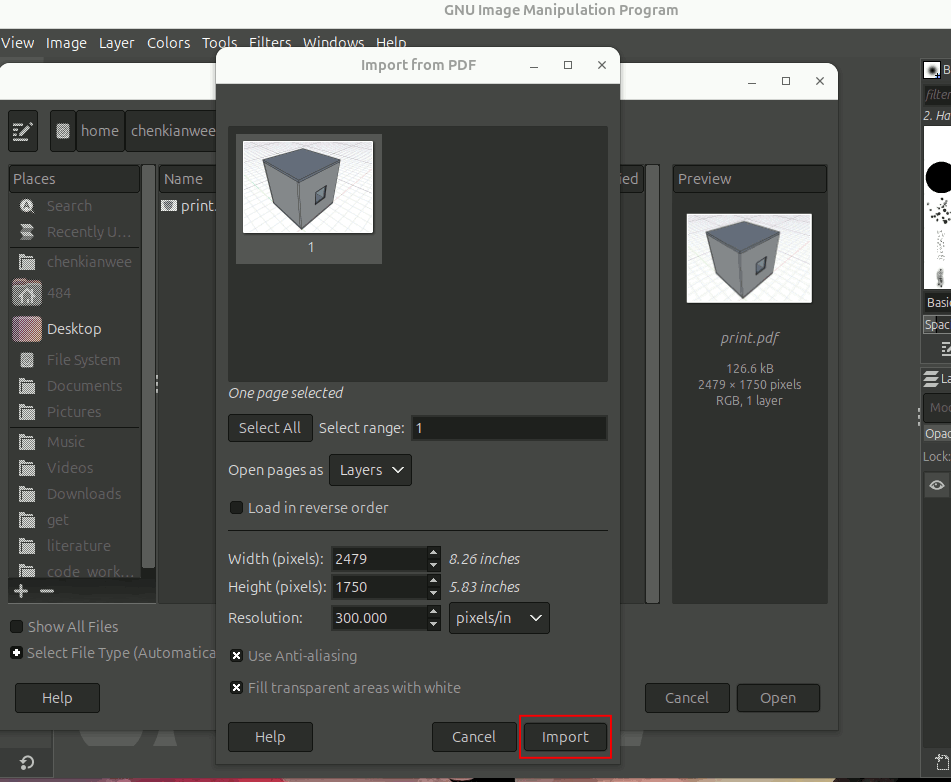 GNU Image Manipulation Program
View Image Layer Colors Tools Filters Windows Help
Import from PDF
home chenkianwee
Places
Search
Recently U...
chenkianwee
484
Desktop
File System
Documents
Pictures
Music
Videos
Downloads
get
literature
code_work...
Name
print.
1
One page selected
Select All Select range: 1
Open pages as Layers
Load in reverse order
Width (pixels): 2479 8.26 inches
Height (pixels): 1750 5.83 inches
Resolution: 300.000 pixels/in
Use Anti-aliasing
Fill transparent areas with white
Help Cancel Import
Preview
print.pdf
126.6 kB
2479 × 1750 pixels
RGB, 1 layer
Show All Files
Select File Type (Automatica
Help Cancel Open
filter
2. Ha
Basi
Spac
La
Mod
Opac
Lock: